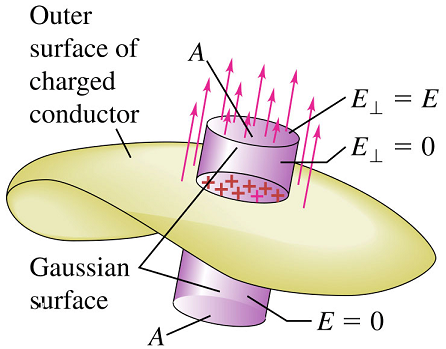 Outer
surface of
charged
conductor
A
E⊥ = E
E⊥ = 0
Gaussian
surface
A
E = 0